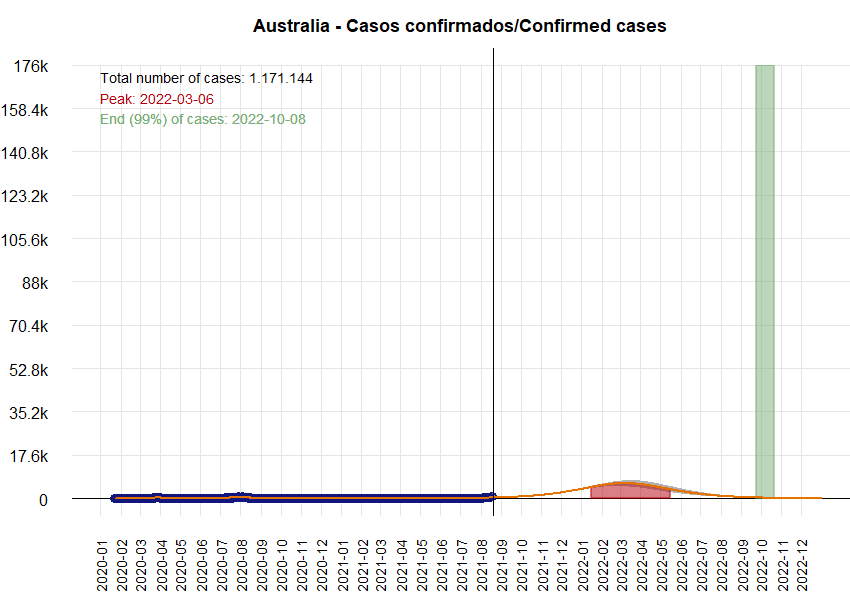 Australia - Casos confirmados/Confirmed cases
176k
158.4k
140.8k
123.2k
105.6k
88k
70.4k
52.8k
35.2k
17.6k
0
Total number of cases: 1.171.144
Peak: 2022-03-06
End (99%) of cases: 2022-10-08
2020-01
2020-02
2020-03
2020-04
2020-05
2020-06
2020-07
2020-08
2020-09
2020-10
2020-11
2020-12
2021-01
2021-02
2021-03
2021-04
2021-05
2021-06
2021-07
2021-08
2021-09
2021-10
2021-11
2021-12
2022-01
2022-02
2022-03
2022-04
2022-05
2022-06
2022-07
2022-08
2022-09
2022-10
2022-11
2022-12